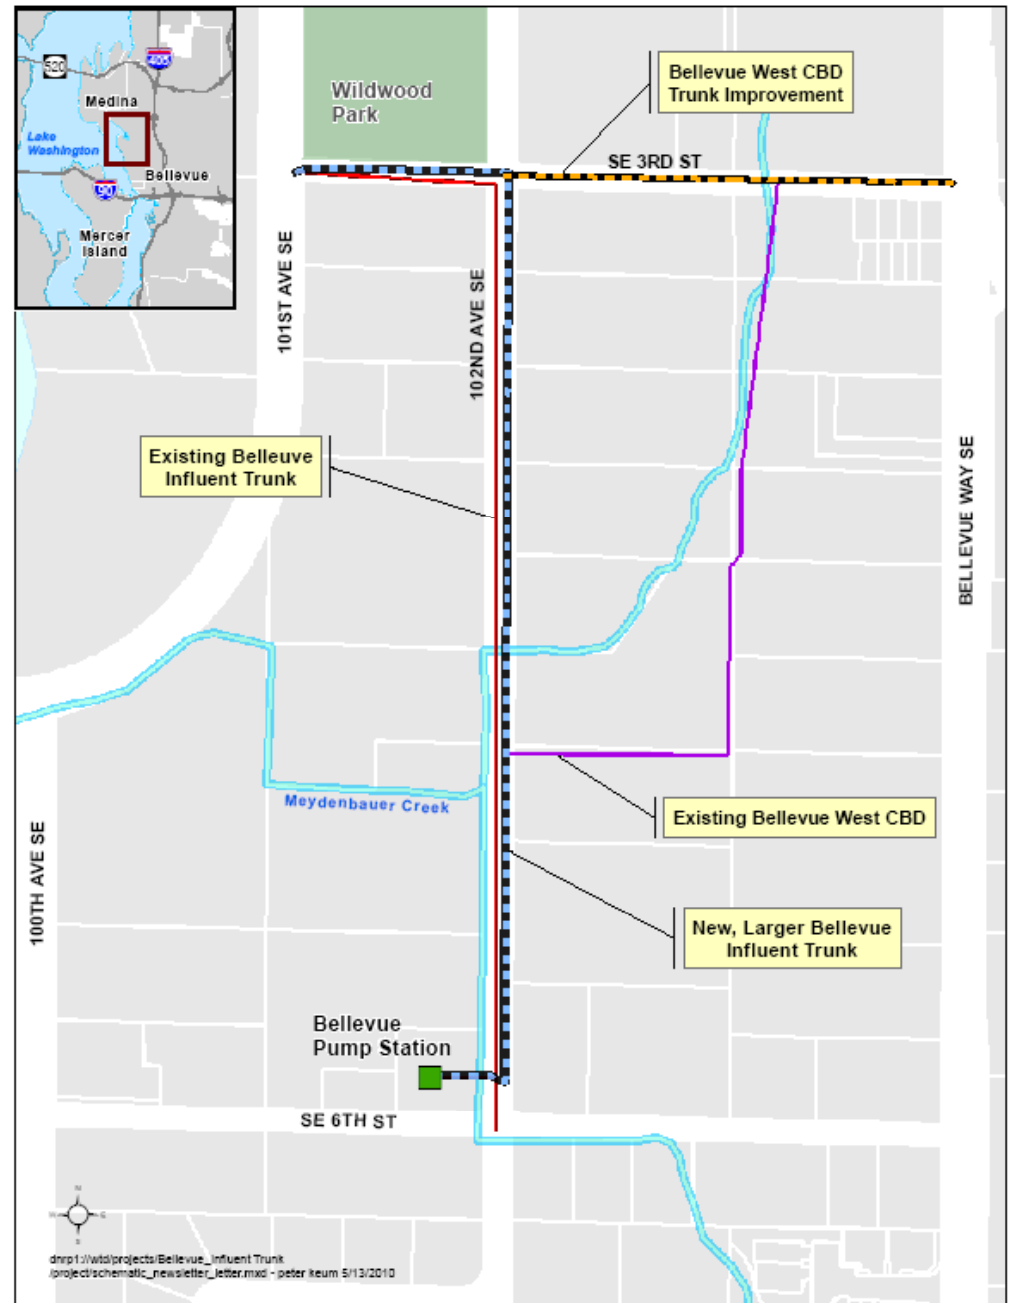 520
405
Medina
Lake
Washington
Bellevue
90
Mercer
Island
Wildwood
Park
Bellevue West CBD
Trunk Improvement
SE 3RD ST
101ST AVE SE
102ND AVE SE
Existing Belleuve
Influent Trunk
BELLEVUE WAY SE
Meydenbauer Creek
Existing Bellevue West CBD
100TH AVE SE
New, Larger Bellevue
Influent Trunk
Bellevue
Pump Station
SE 6TH ST
N
W E
S
dnrp1://wtd/projects/Bellevue_Influent Trunk
/project/schematic_newsletter_letter.mxd - peter keum 5/13/2010